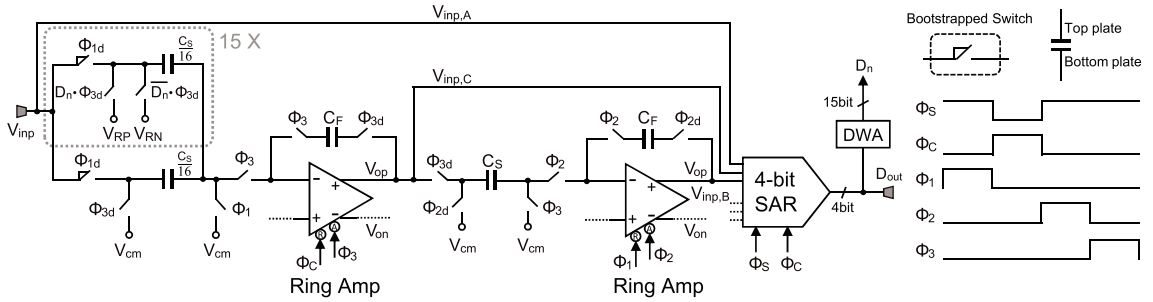 V_inp,A
15 X
Φ_1d
C_S
16
D_n•Φ_3d
D̅_n•Φ_3d
V_RP
V_RN
V_inp
Φ_1d
C_S
16
Φ_3
Φ_3d
Φ_1
V_cm
V_cm
Φ_3
C_F
Φ_3d
V_op
−
+
+
−
V_on
R
A
Φ_C
Φ_3
Ring Amp
V_inp,C
Φ_3d
C_S
Φ_2
Φ_2d
Φ_3
V_cm
V_cm
Φ_2
C_F
Φ_2d
V_op
V_inp,B
−
+
+
−
V_on
R
A
Φ_1
Φ_2
Ring Amp
4-bit
SAR
Φ_S
Φ_C
D_n
15bit
DWA
D_out
4bit
Bootstrapped Switch
Top plate
Bottom plate
Φ_S
Φ_C
Φ_1
Φ_2
Φ_3